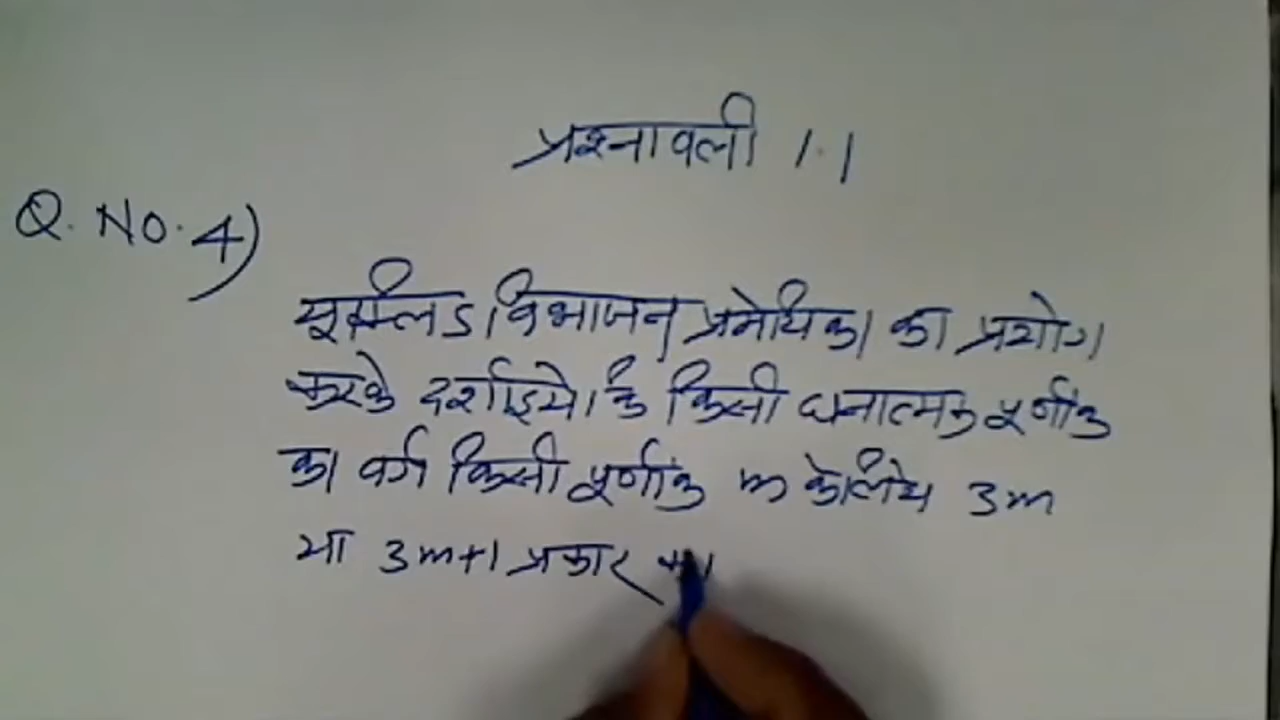 प्रश्नावली 1.1
Q. No. 4)
यूक्लिड विभाजन प्रमेयिका का प्रयोग
करके दर्शाइये कि किसी धनात्मक पूर्णांक
का वर्ग किसी पूर्णांक m के लिये 3m
या 3m+1 प्रकार